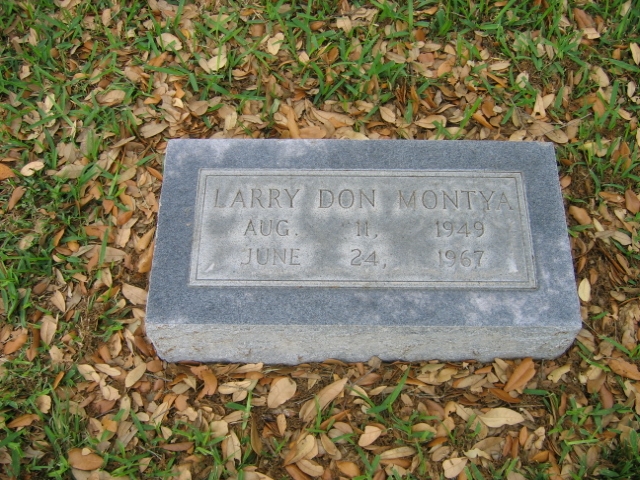 LARRY DON MONTYA
AUG. 11, 1949
JUNE 24, 1967